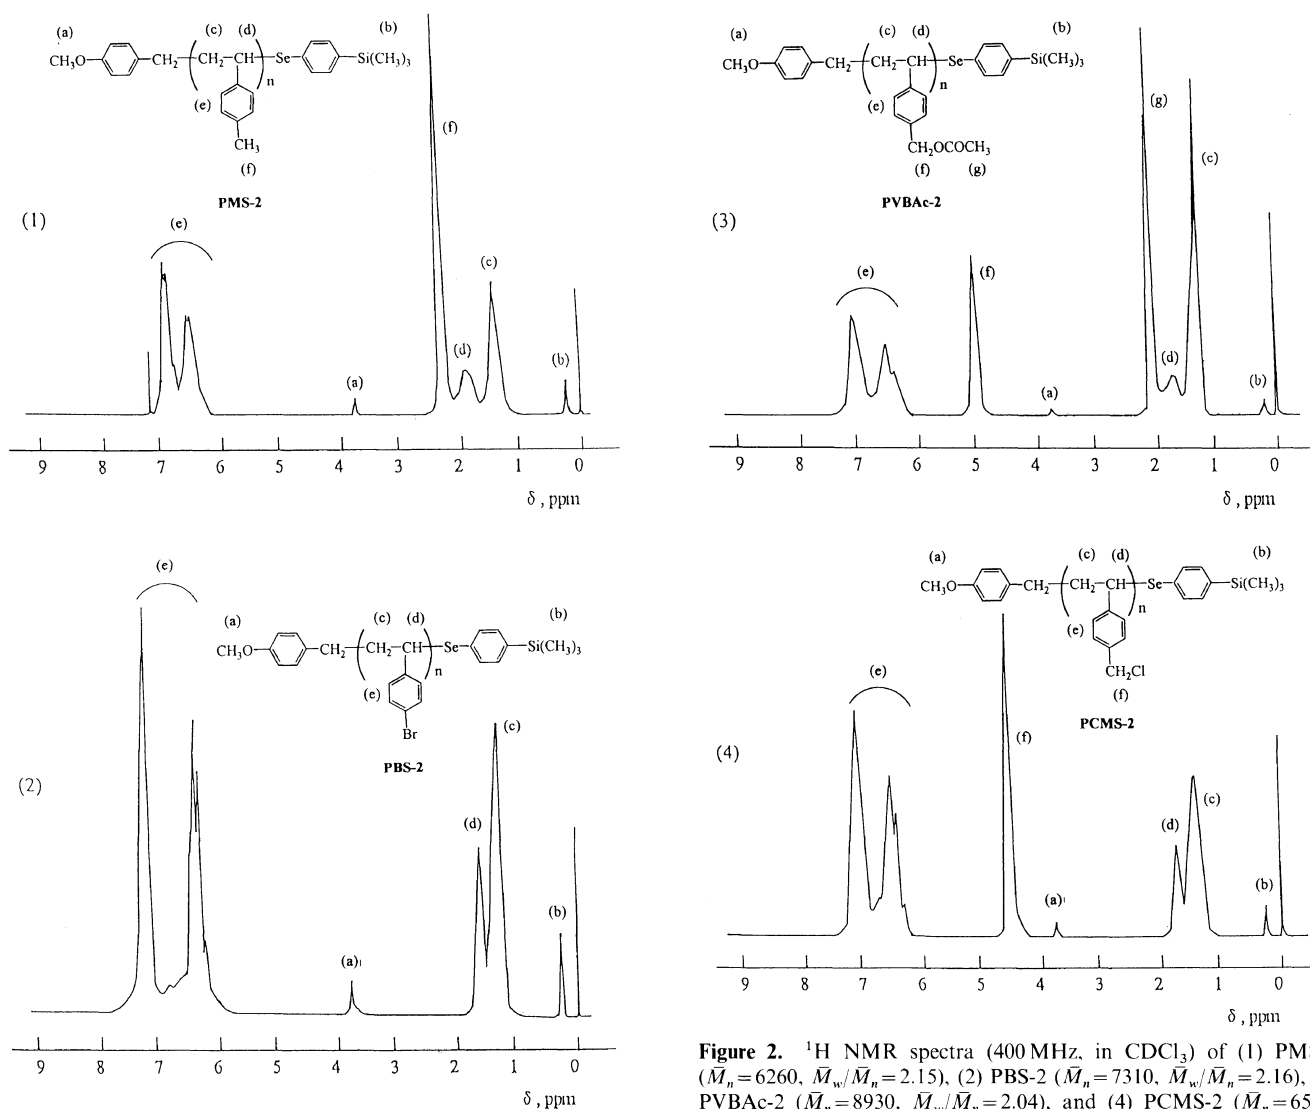 (a)
(c)
(d)
(b)
CH₃O
CH₂
CH₂
CH
Se
Si(CH₃)₃
n
(e)
CH₃
(f)
PMS-2
(1)
(e)
(a)
(f)
(d)
(c)
(b)
9 8 7 6 5 4 3 2 1 0
δ , ppm
(a)
(c)
(d)
(b)
CH₃O
CH₂
CH₂
CH
Se
Si(CH₃)₃
n
(e)
Br
PBS-2
(2)
(e)
(a)
(d)
(c)
(b)
9 8 7 6 5 4 3 2 1 0
δ , ppm
(a)
(c)
(d)
(b)
CH₃O
CH₂
CH₂
CH
Se
Si(CH₃)₃
n
(e)
CH₂OCOCH₃
(f) (g)
PVBAc-2
(3)
(e)
(f)
(a)
(g)
(d)
(c)
(b)
9 8 7 6 5 4 3 2 1 0
δ , ppm
(a)
(c)
(d)
(b)
CH₃O
CH₂
CH₂
CH
Se
Si(CH₃)₃
n
(e)
CH₂Cl
(f)
PCMS-2
(4)
(e)
(f)
(a)
(d)
(c)
(b)
9 8 7 6 5 4 3 2 1 0
δ , ppm
Figure 2. ¹H NMR spectra (400 MHz, in CDCl₃) of (1) PMS
(M̄ₙ=6260, M̄w/M̄ₙ=2.15), (2) PBS-2 (M̄ₙ=7310, M̄w/M̄ₙ=2.16),
PVBAc-2 (M̄ₙ=8930, M̄w/M̄ₙ=2.04), and (4) PCMS-2 (M̄ₙ=65